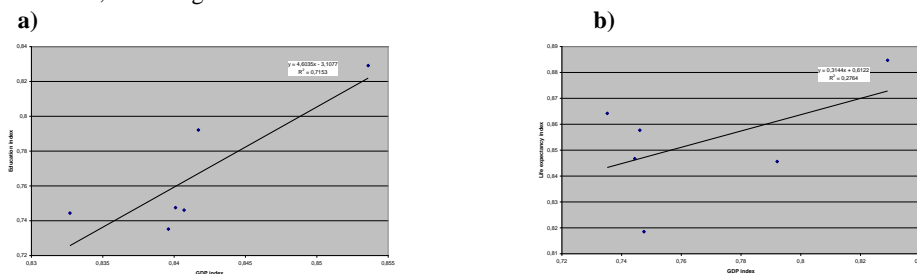 a)
b)
0,84
0,82
0,8
0,78
0,76
0,74
0,72
0,83
0,835
0,84
0,845
0,85
0,855
Education index
GDP index
y = 4,6035x - 3,1077
R² = 0,7153
0,89
0,88
0,87
0,86
0,85
0,84
0,83
0,82
0,81
0,72
0,74
0,76
0,78
0,8
0,82
Life expectancy index
GDP index
y = 0,3144x + 0,6122
R² = 0,2764